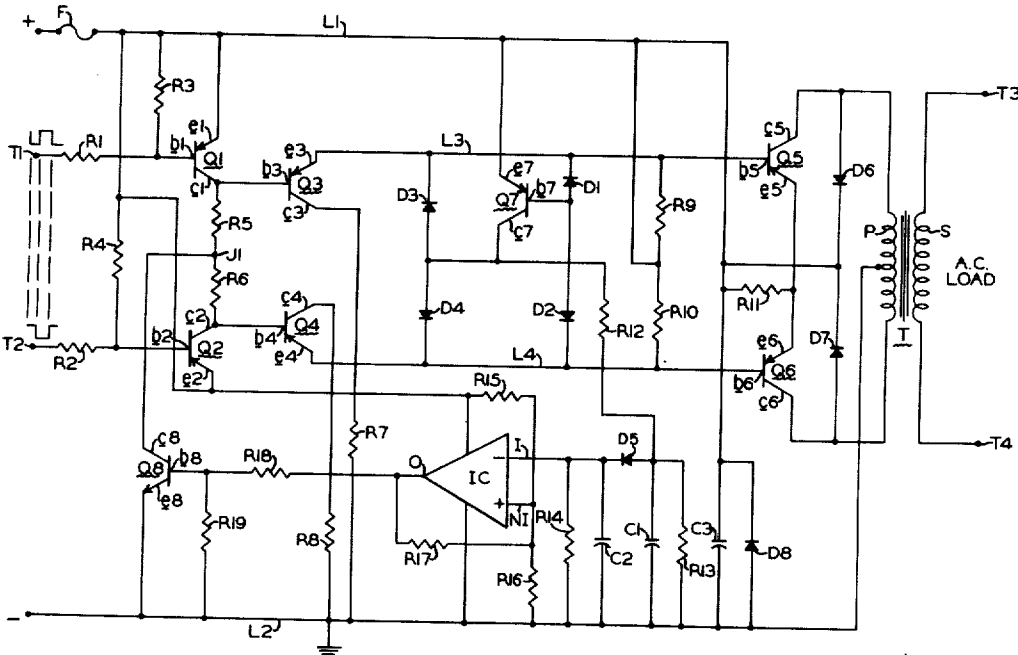 + F L1
R3
e1
T1 R1 b1 Q1 c1
b3 e3 Q3 c3
L3
e7 b7 Q7 c7
D1
D3
R9
c5 b5 Q5 e5
D6
T3
R5
R4
J1
R6
P S
A.C.
LOAD
T
c4 b4 Q4 e4
D4
D2
R12
R10
R11
T2 R2 b2 c2 Q2 e2
L4
e6 b6 Q6 c6
D7
R15
R7
c8 Q8 b8 e8
R18
O IC I
D5
T4
+ NI
R14
R19
R8
R17
R16
C2
C1
R13
C3
D8
− L2